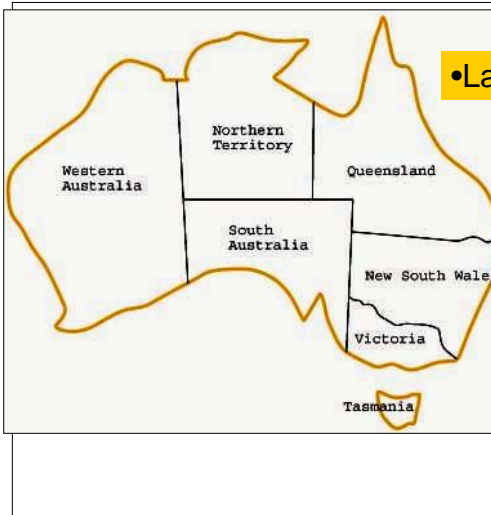 •La
Northern
Territory
Western
Australia
Queensland
South
Australia
New South Wale
Victoria
Tasmania